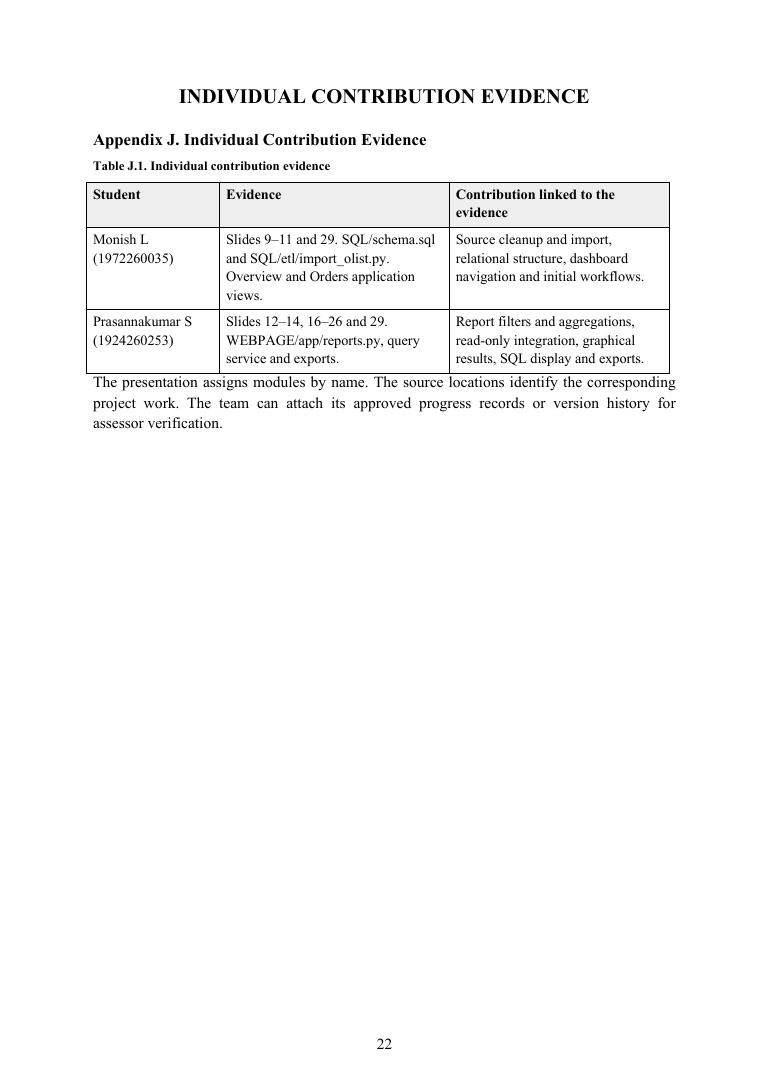 INDIVIDUAL CONTRIBUTION EVIDENCE
Appendix J. Individual Contribution Evidence
Table J.1. Individual contribution evidence
Student
Evidence
Contribution linked to the
evidence
Monish L
(1972260035)
Slides 9–11 and 29. SQL/schema.sql
and SQL/etl/import_olist.py.
Overview and Orders application
views.
Source cleanup and import,
relational structure, dashboard
navigation and initial workflows.
Prasannakumar S
(1924260253)
Slides 12–14, 16–26 and 29.
WEBPAGE/app/reports.py, query
service and exports.
Report filters and aggregations,
read-only integration, graphical
results, SQL display and exports.
The presentation assigns modules by name. The source locations identify the corresponding
project work. The team can attach its approved progress records or version history for
assessor verification.
22